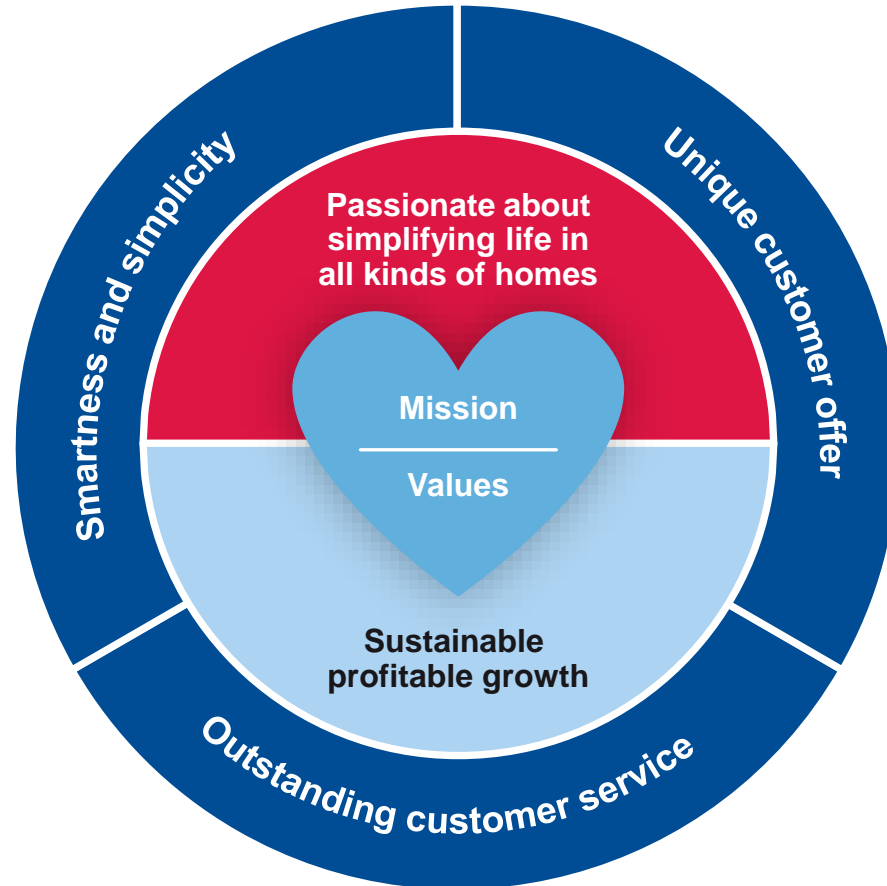 Smartness and simplicity
Unique customer offer
Passionate about
simplifying life in
all kinds of homes
Mission
Values
Sustainable
profitable growth
Outstanding customer service